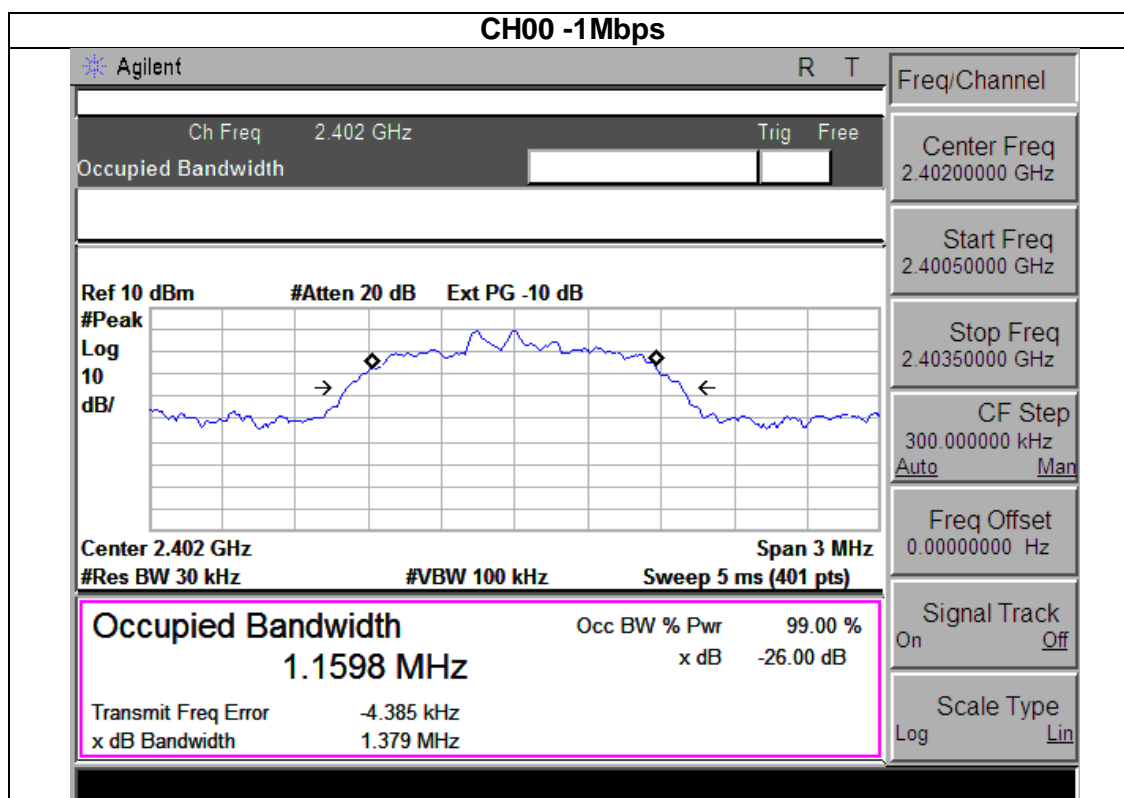 CH00 -1Mbps
Agilent R T
Ch Freq 2.402 GHz Trig Free
Occupied Bandwidth
Ref 10 dBm #Atten 20 dB Ext PG -10 dB
#Peak
Log
10
dB/
Center 2.402 GHz Span 3 MHz
#Res BW 30 kHz #VBW 100 kHz Sweep 5 ms (401 pts)
Occupied Bandwidth Occ BW % Pwr 99.00 %
1.1598 MHz x dB -26.00 dB
Transmit Freq Error -4.385 kHz
x dB Bandwidth 1.379 MHz
Freq/Channel
Center Freq
2.40200000 GHz
Start Freq
2.40050000 GHz
Stop Freq
2.40350000 GHz
CF Step
300.000000 kHz
Auto Man
Freq Offset
0.00000000 Hz
Signal Track
On Off
Scale Type
Log Lin